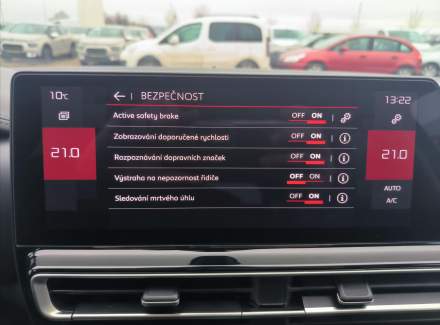 10°C
← BEZPEČNOST
13:22
Active safety brake OFF ON
Zobrazování doporučené rychlosti OFF ON
21.0
Rozpoznávání dopravních značek OFF ON
21.0
Výstraha na nepozornost řidiče OFF ON
AUTO
Sledování mrtvého úhlu OFF ON
A/C